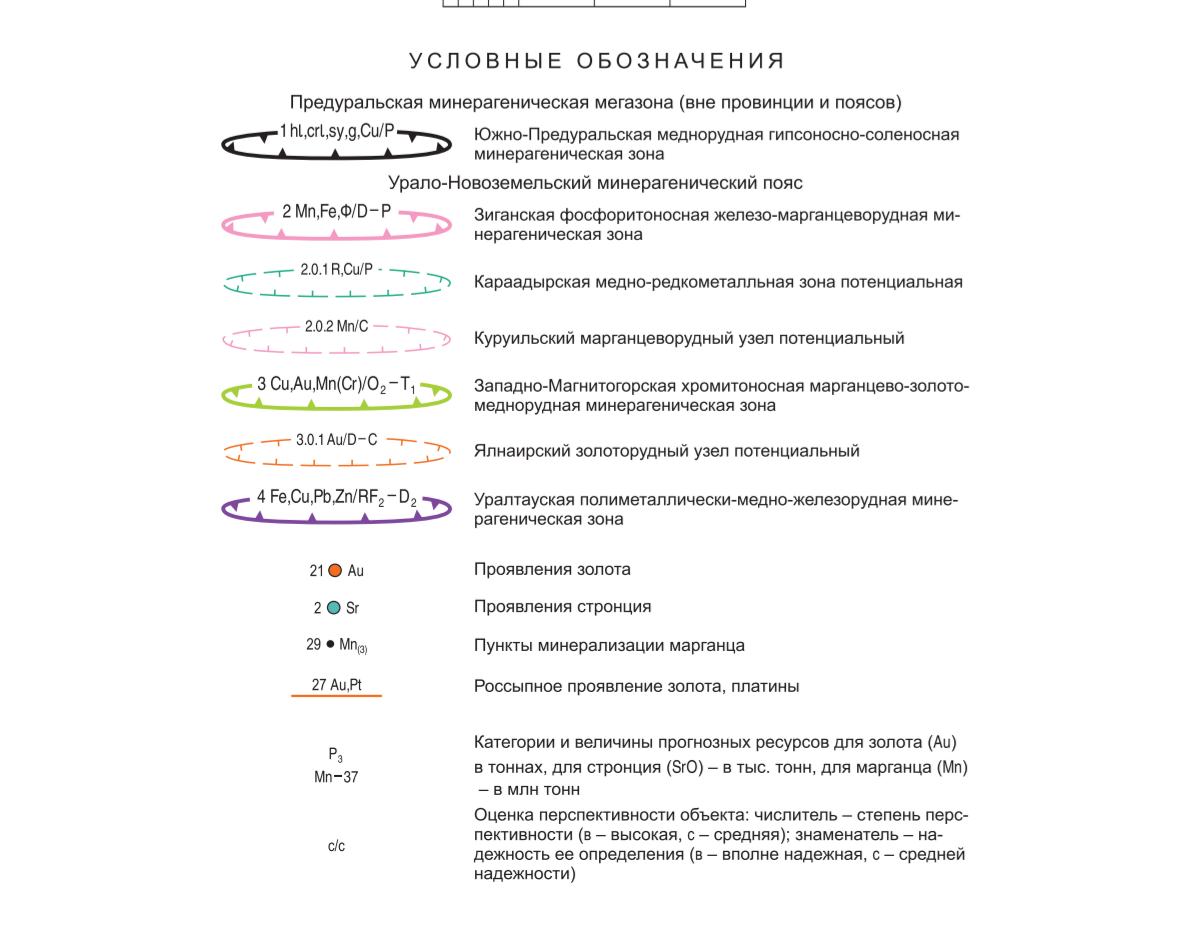 УСЛОВНЫЕ ОБОЗНАЧЕНИЯ
Предуральская минерагеническая мегазона (вне провинции и поясов)
1 hl,crl,sy,g,Cu/P
Южно-Предуральская меднорудная гипсоносно-соленосная
минерагеническая зона
Урало-Новоземельский минерагенический пояс
2 Mn,Fe,Ф/D–P
Зиганская фосфоритоносная железо-марганцеворудная ми-
нерагеническая зона
2.0.1 R,Cu/P
Караадырская медно-редкометалльная зона потенциальная
2.0.2 Mn/C
Куруильский марганцеворудный узел потенциальный
3 Cu,Au,Mn(Cr)/O₂–T₁
Западно-Магнитогорская хромитоносная марганцево-золото-
меднорудная минерагеническая зона
3.0.1 Au/D–C
Ялнаирский золоторудный узел потенциальный
4 Fe,Cu,Pb,Zn/RF₂–D₂
Уралтауская полиметаллически-медно-железорудная мине-
рагеническая зона
21 Au
Проявления золота
2 Sr
Проявления стронция
29 Mn₍₃₎
Пункты минерализации марганца
27 Au,Pt
Россыпное проявление золота, платины
P₃
Mn–37
Категории и величины прогнозных ресурсов для золота (Au)
в тоннах, для стронция (SrO) – в тыс. тонн, для марганца (Mn)
– в млн тонн
с/с
Оценка перспективности объекта: числитель – степень перс-
пективности (в – высокая, с – средняя); знаменатель – на-
дежность ее определения (в – вполне надежная, с – средней
надежности)